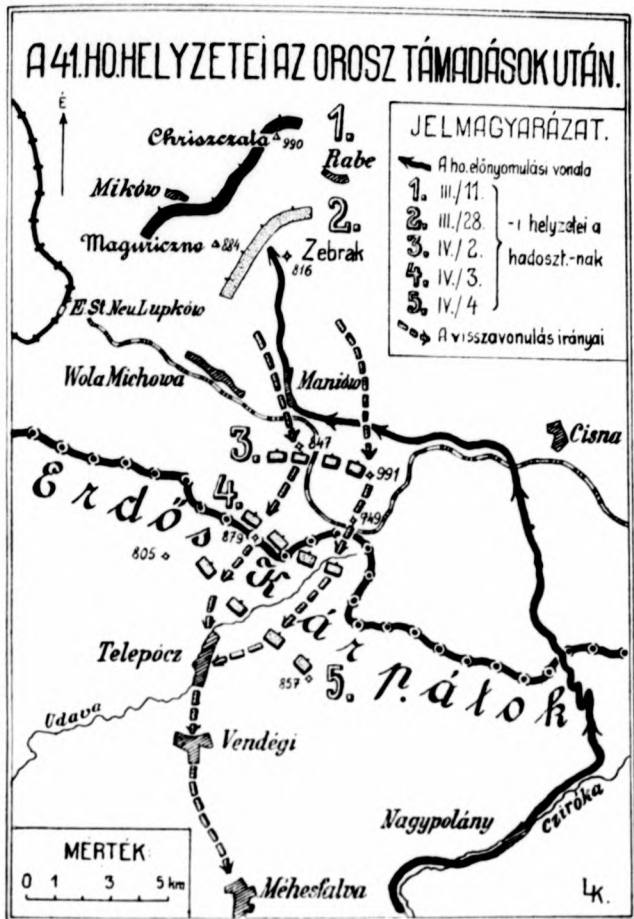 A 41. HO. HELYZETEI AZ OROSZ TÁMADÁSOK UTÁN.
É
Chriszczata 990
1.
Rabe
Mików
2.
Maguriczne 884
Zebrak
816
JELMAGYARÁZAT.
A ho. előnyomulási vonala
1. III./11.
2. III./28.
3. IV./2.
4. IV./3.
5. IV./4
-i helyzetei a
hadoszt.-nak
A visszavonulás irányai
E. St. Neu Lupków
Wola Michowa
Maniów
Cisna
3.
847
991
4.
949
879
805
Erdős Kárpátok
Telepócz
857
5.
Udava
Vendégi
Nagypolány
Cziróka
Méhesfalva
MÉRTÉK:
0 1 3 5 km
LK.